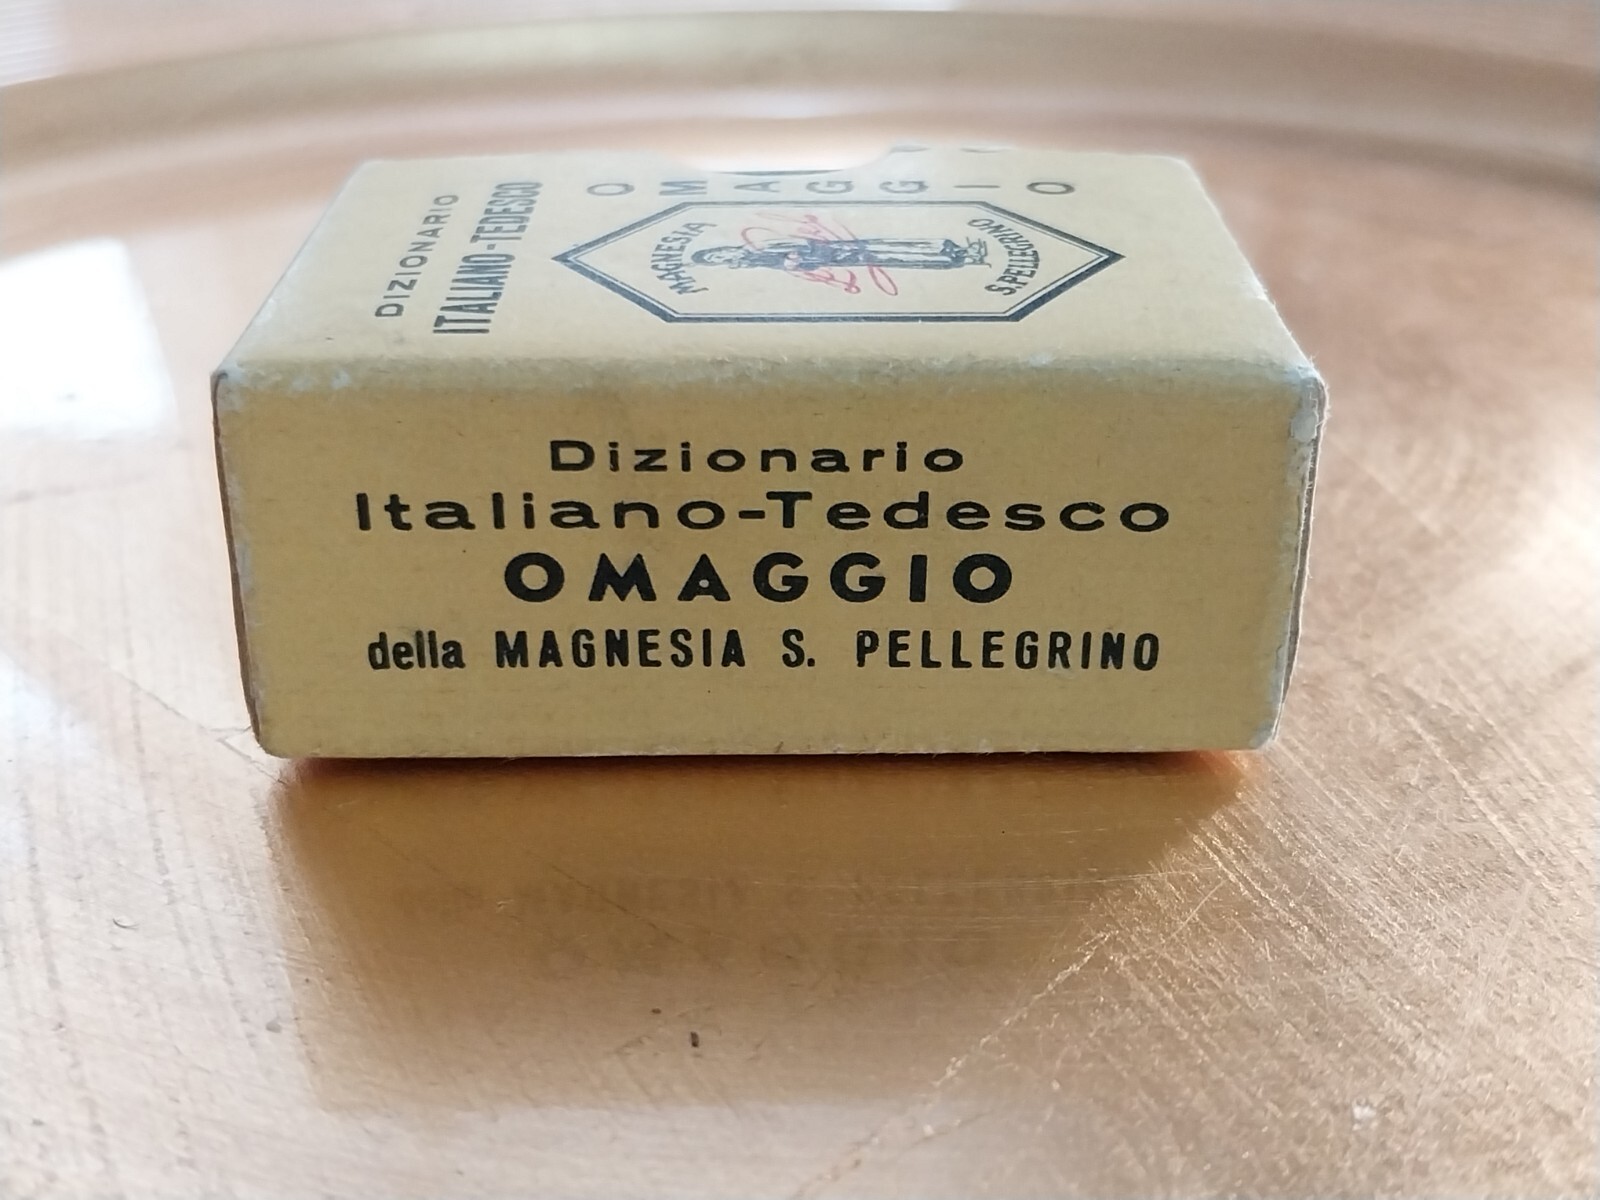 DIZIONARIO
ITALIANO-TEDESCO
OMAGGIO
MAGNESIA
S. PELLEGRINO
Dizionario
Italiano-Tedesco
OMAGGIO
della MAGNESIA S. PELLEGRINO